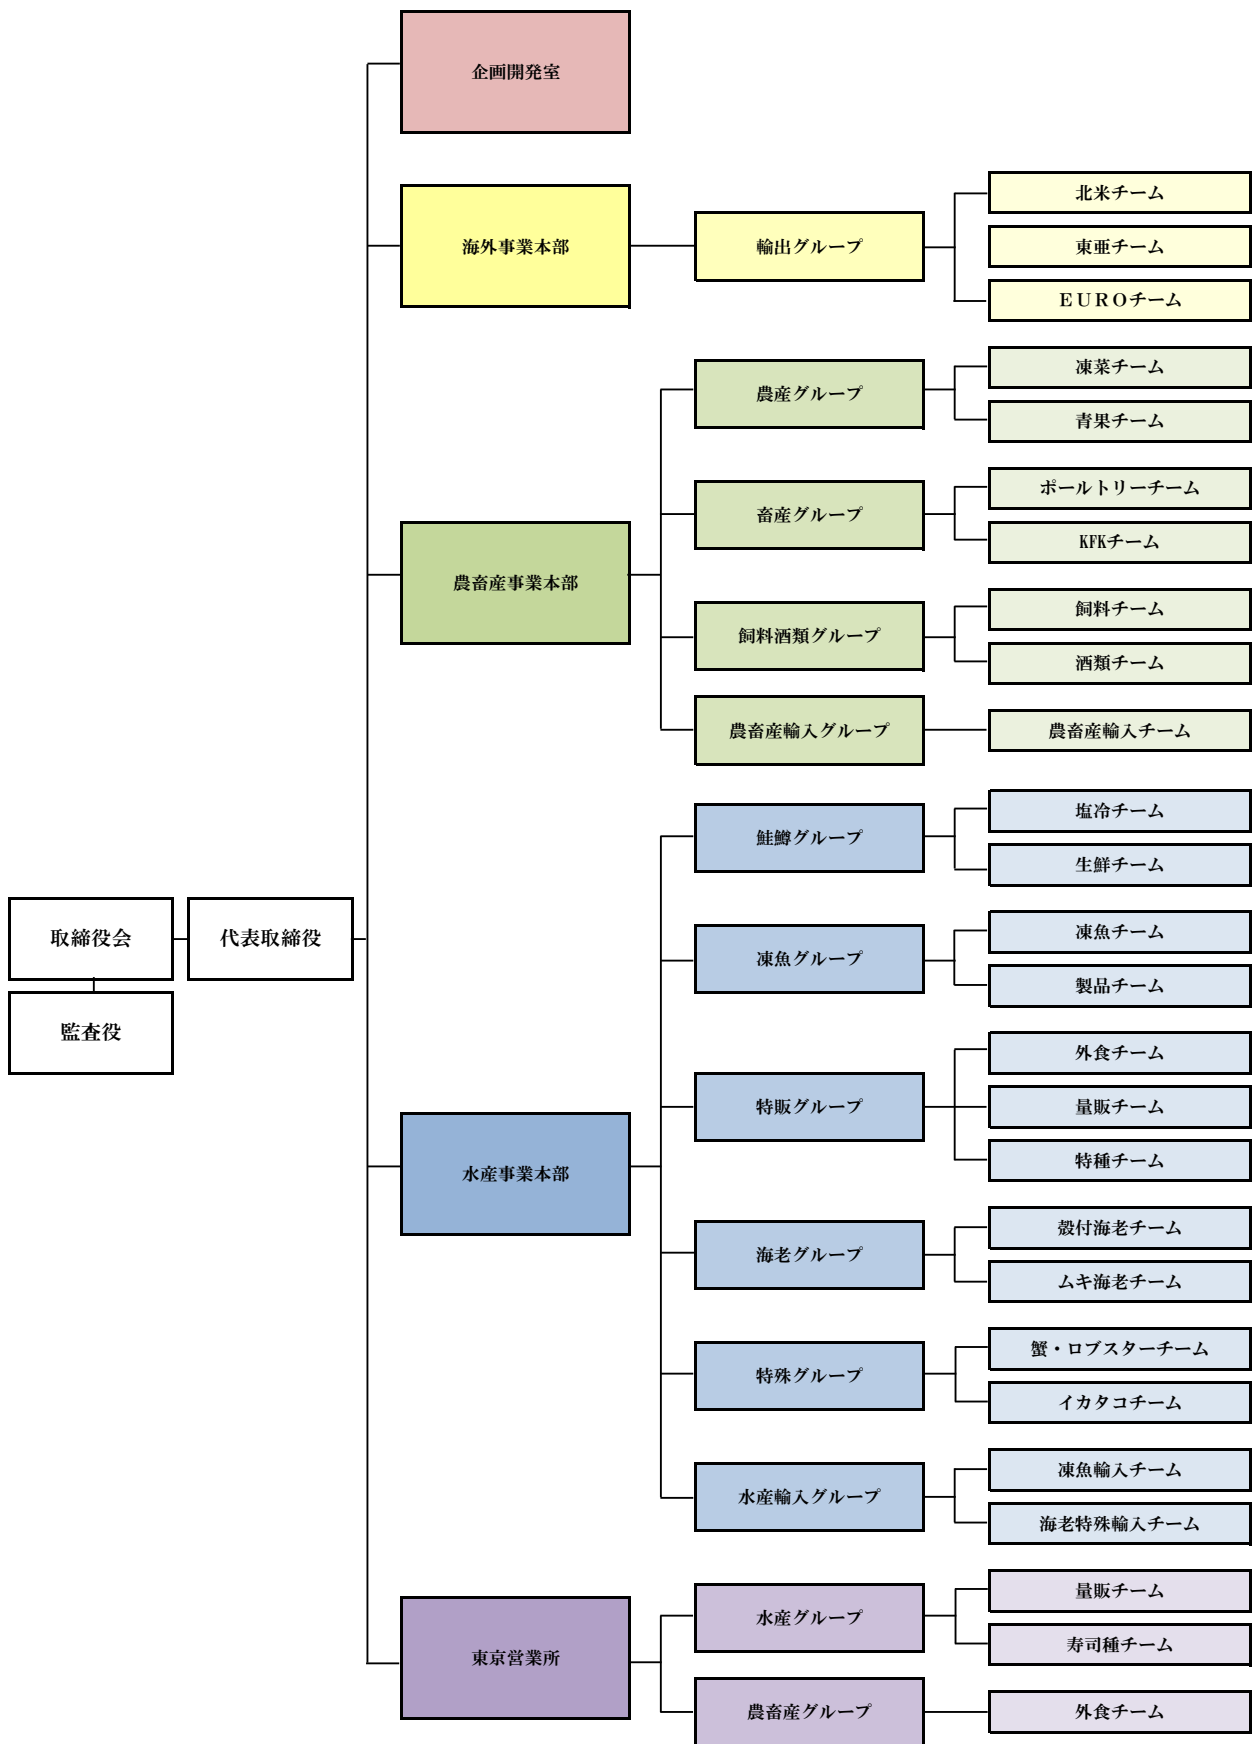 取締役会
監査役
代表取締役
企画開発室
海外事業本部
輸出グループ
北米チーム
東亜チーム
ＥＵＲＯチーム
農畜産事業本部
農産グループ
凍菜チーム
青果チーム
畜産グループ
ポールトリーチーム
KFKチーム
飼料酒類グループ
飼料チーム
酒類チーム
農畜産輸入グループ
農畜産輸入チーム
水産事業本部
鮭鱒グループ
塩冷チーム
生鮮チーム
凍魚グループ
凍魚チーム
製品チーム
特販グループ
外食チーム
量販チーム
特種チーム
海老グループ
殻付海老チーム
ムキ海老チーム
特殊グループ
蟹・ロブスターチーム
イカタコチーム
水産輸入グループ
凍魚輸入チーム
海老特殊輸入チーム
東京営業所
水産グループ
量販チーム
寿司種チーム
農畜産グループ
外食チーム